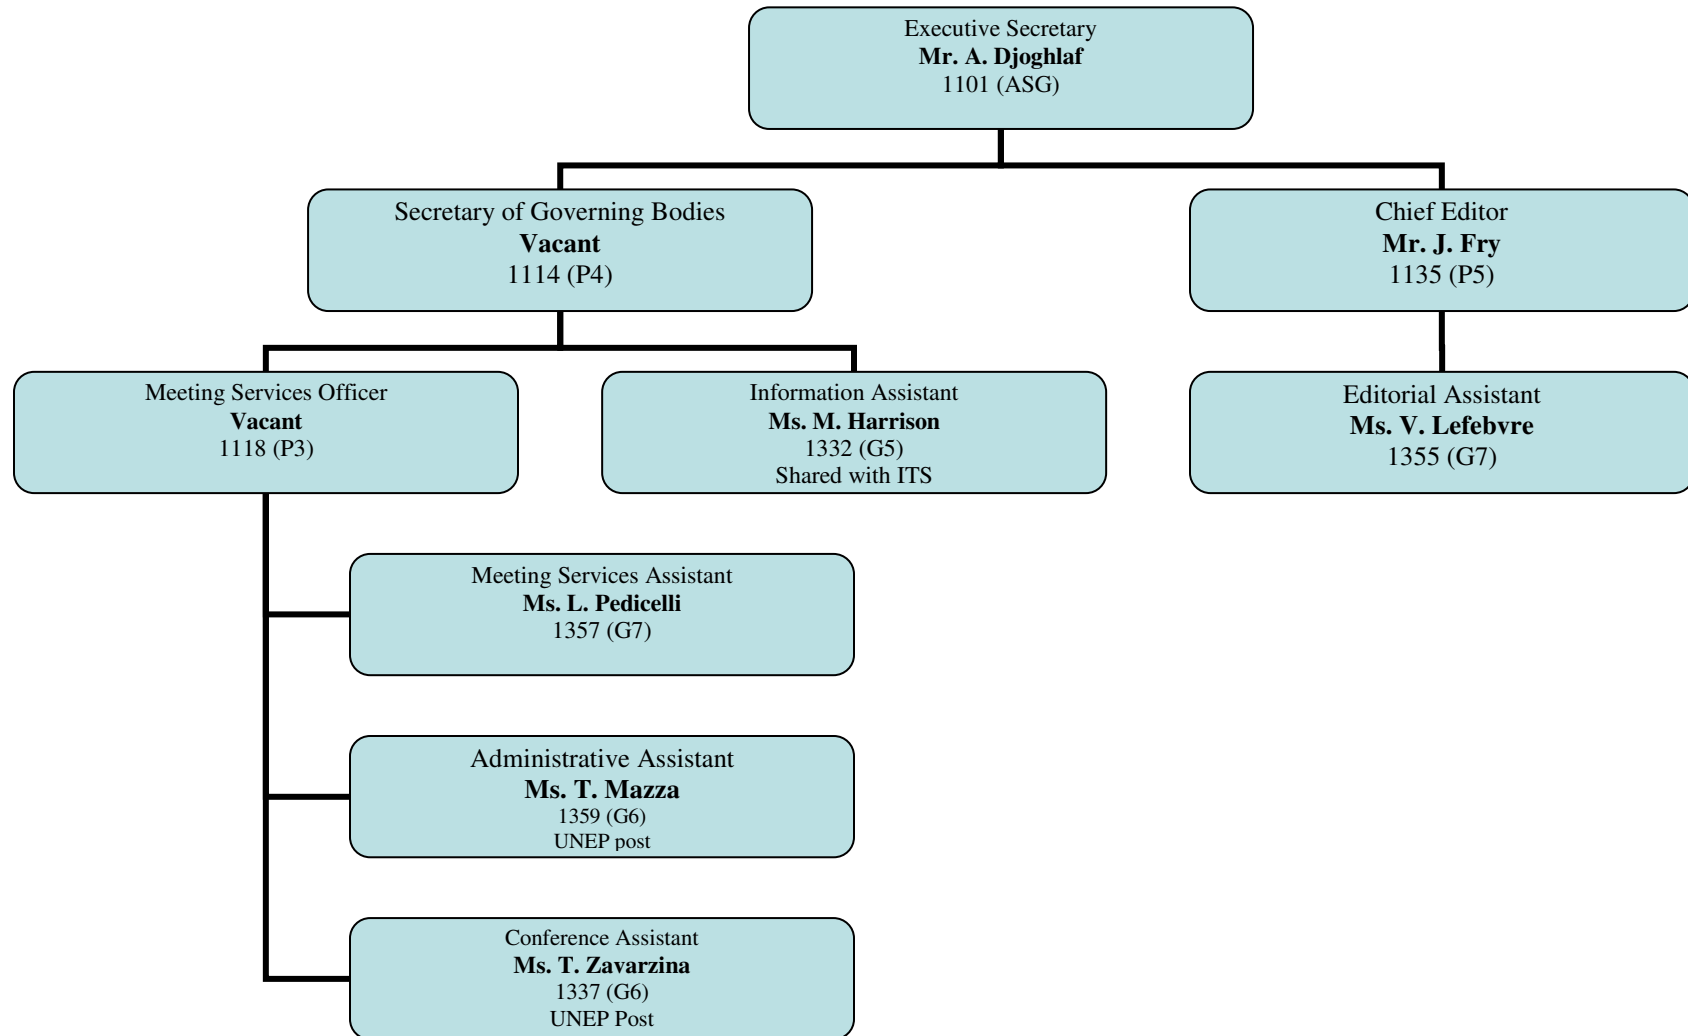 Executive Secretary
Mr. A. Djoghlaf
1101 (ASG)
Secretary of Governing Bodies
Vacant
1114 (P4)
Chief Editor
Mr. J. Fry
1135 (P5)
Meeting Services Officer
Vacant
1118 (P3)
Information Assistant
Ms. M. Harrison
1332 (G5)
Shared with ITS
Editorial Assistant
Ms. V. Lefebvre
1355 (G7)
Meeting Services Assistant
Ms. L. Pedicelli
1357 (G7)
Administrative Assistant
Ms. T. Mazza
1359 (G6)
UNEP post
Conference Assistant
Ms. T. Zavarzina
1337 (G6)
UNEP Post